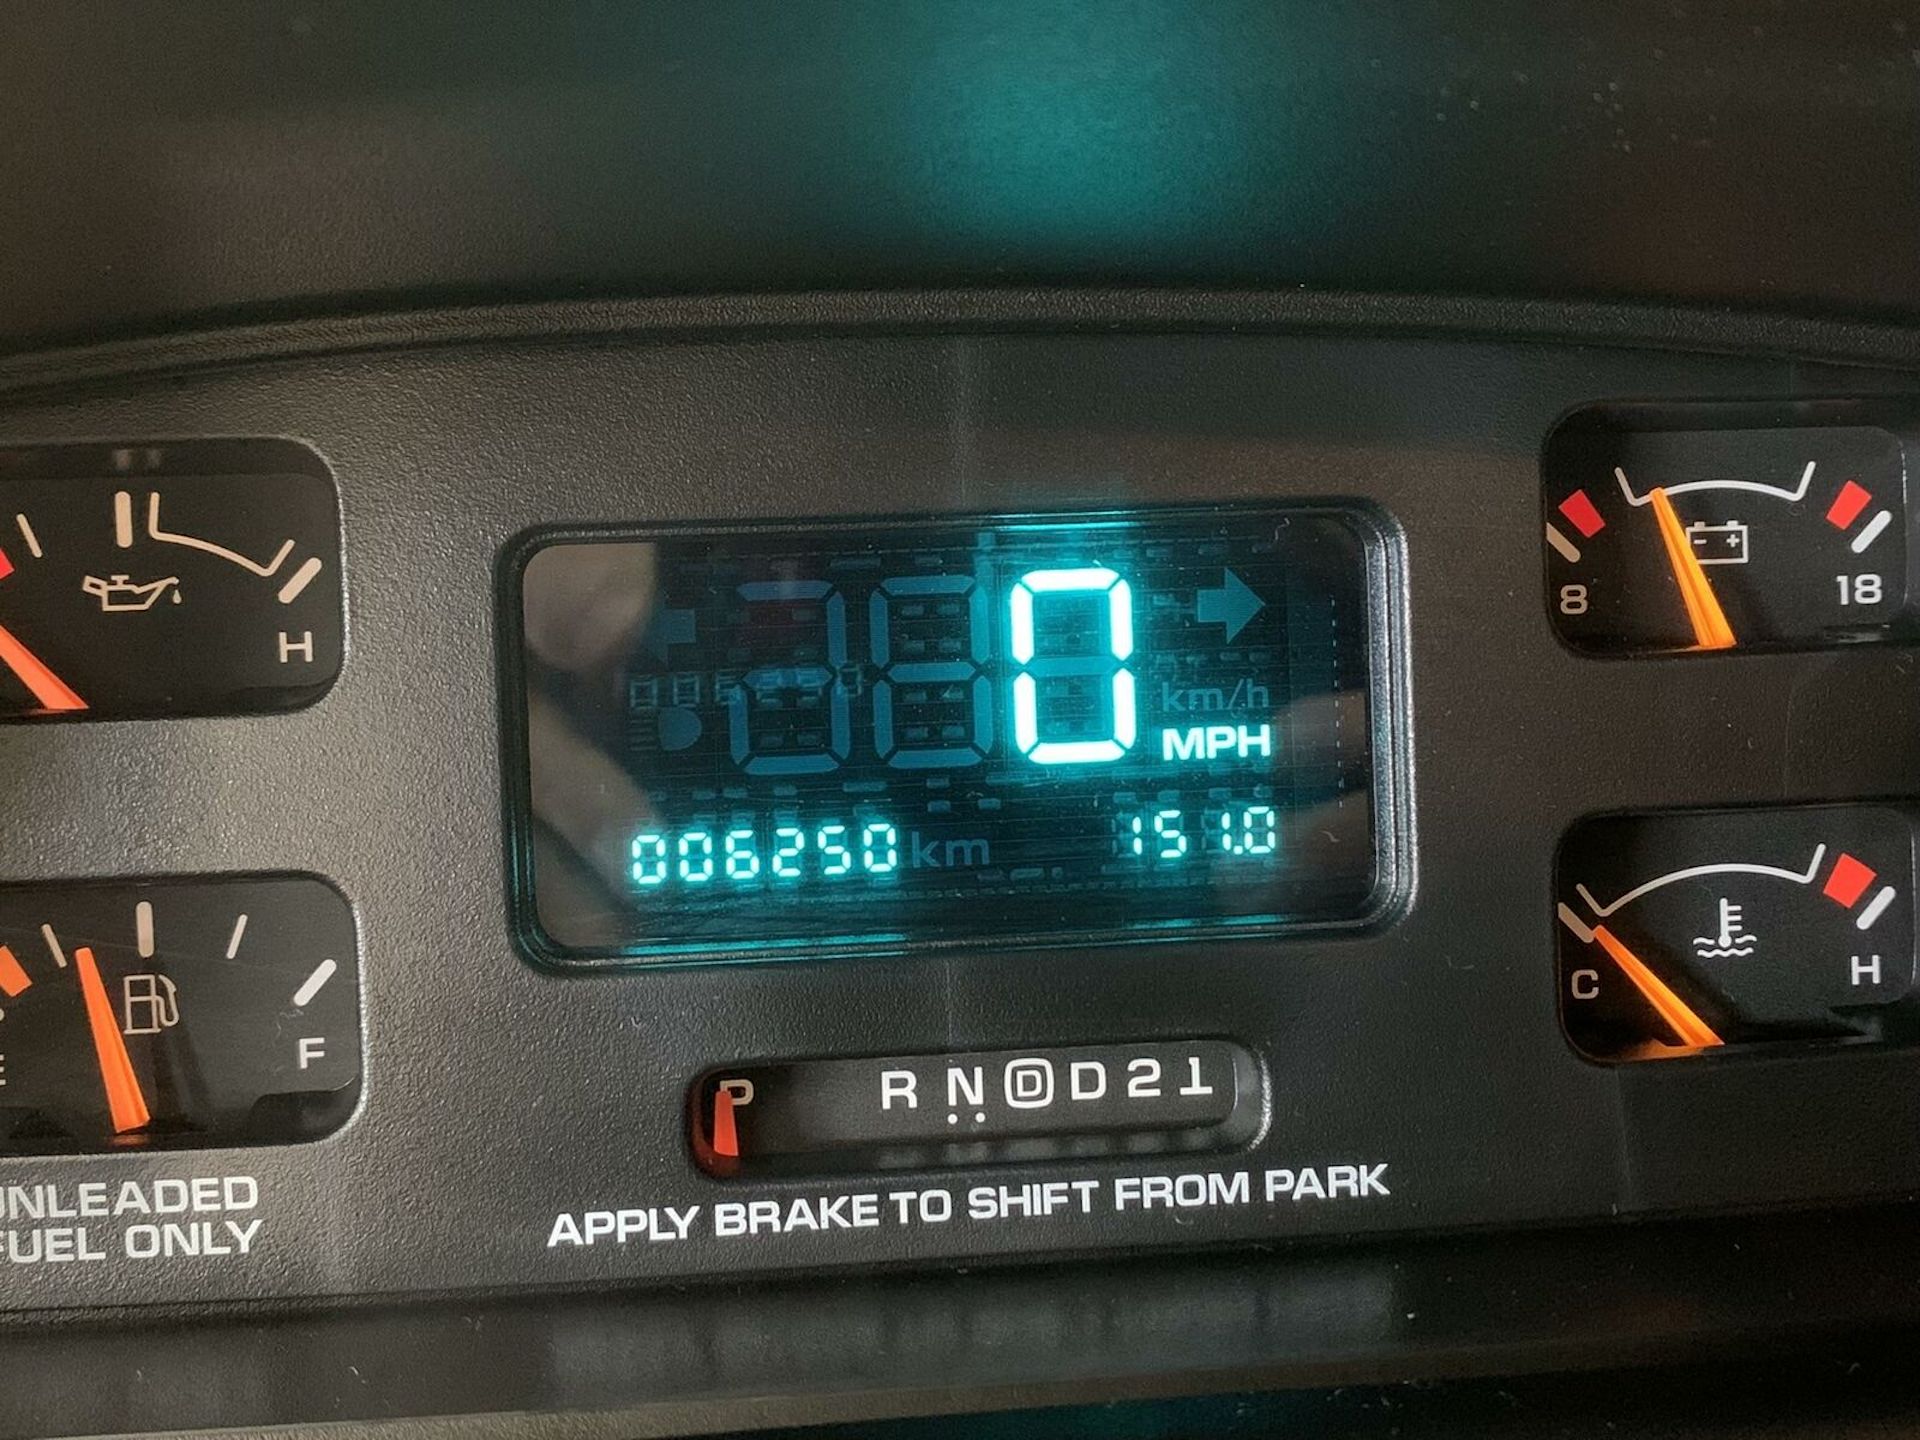 H
8
18
0
km/h
MPH
006250 km
151.0
C
H
F
P R N D D 2 1
UNLEADED
FUEL ONLY
APPLY BRAKE TO SHIFT FROM PARK